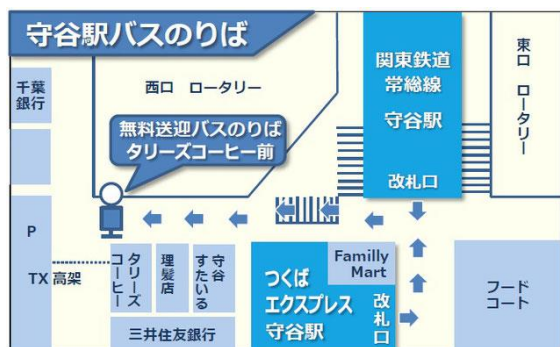 守谷駅バスのりば
千葉
銀行
西口 ロータリー
無料送迎バスのりば
タリーズコーヒー前
関東鉄道
常総線
守谷駅
改札口
東口 ロータリー
P
TX 高架
タリーズ
コーヒー
理髪店
守谷
すたいる
三井住友銀行
Familly
Mart
つくば
エクスプレス
守谷駅
改札口
フード
コート